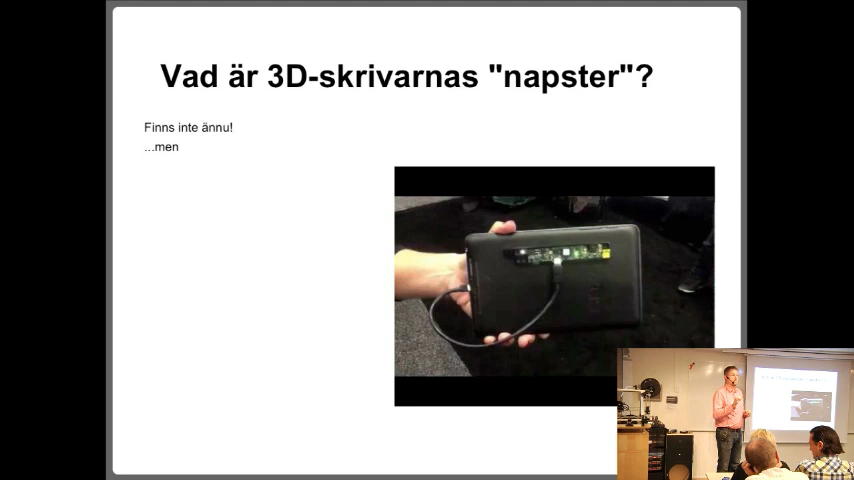 Vad är 3D-skrivarnas "napster"?
Finns inte ännu!
...men